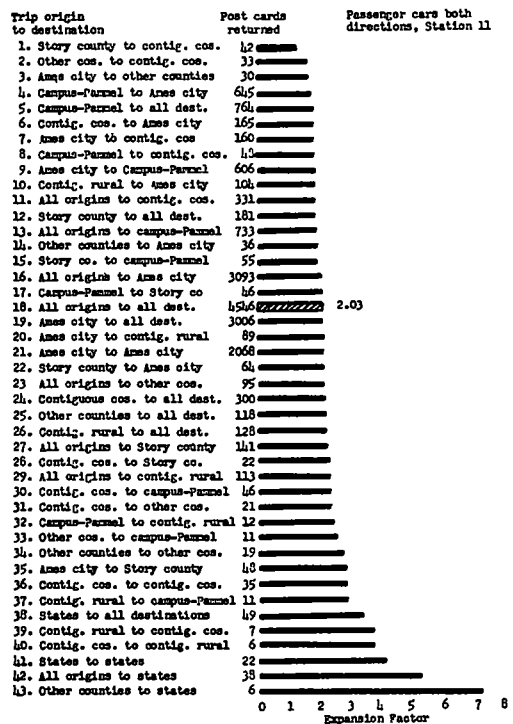 Trip origin to destination
Post cards returned
Passenger cars both directions, Station 11
1. Story county to contig. cos. 42
2. Other cos. to contig. cos. 33
3. Ames city to other counties 30
4. Campus-Pammel to Ames city 645
5. Campus-Pammel to all dest. 764
6. Contig. cos. to Ames city 165
7. Ames city to contig. cos 160
8. Campus-Pammel to contig. cos.
9. Ames city to Campus-Pammel 606
10. Contig. rural to Ames city 104
11. All origins to contig. cos. 331
12. Story county to all dest. 181
13. All origins to campus-Pammel 733
14. Other counties to Ames city 36
15. Story co. to campus-Pammel 55
16. All origins to Ames city 3093
17. Campus-Pammel to Story co 46
18. All origins to all dest. 4546 2.03
19. Ames city to all dest. 3006
20. Ames city to contig. rural 89
21. Ames city to Ames city 2068
22. Story county to Ames city 64
23 All origins to other cos. 95
24. Contiguous cos. to all dest. 300
25. Other counties to all dest. 118
26. Contig. rural to all dest. 128
27. All origins to Story county 141
28. Contig. cos. to Story co. 22
29. All origins to contig. rural 113
30. Contig. cos. to campus-Pammel 46
31. Contig. cos. to other cos. 21
32. Campus-Pammel to contig. rural 12
33. Other cos. to campus-Pammel 11
34. Other counties to other cos. 19
35. Ames city to Story county 48
36. Contig. cos. to contig. cos. 35
37. Contig. rural to campus-Pammel 11
38. States to all destinations 49
39. Contig. rural to contig. cos. 7
40. Contig. cos. to contig. rural 6
41. States to states 22
42. All origins to states 38
43. Other counties to states 6
0 1 2 3 4 5 6 7 8
Expansion Factor